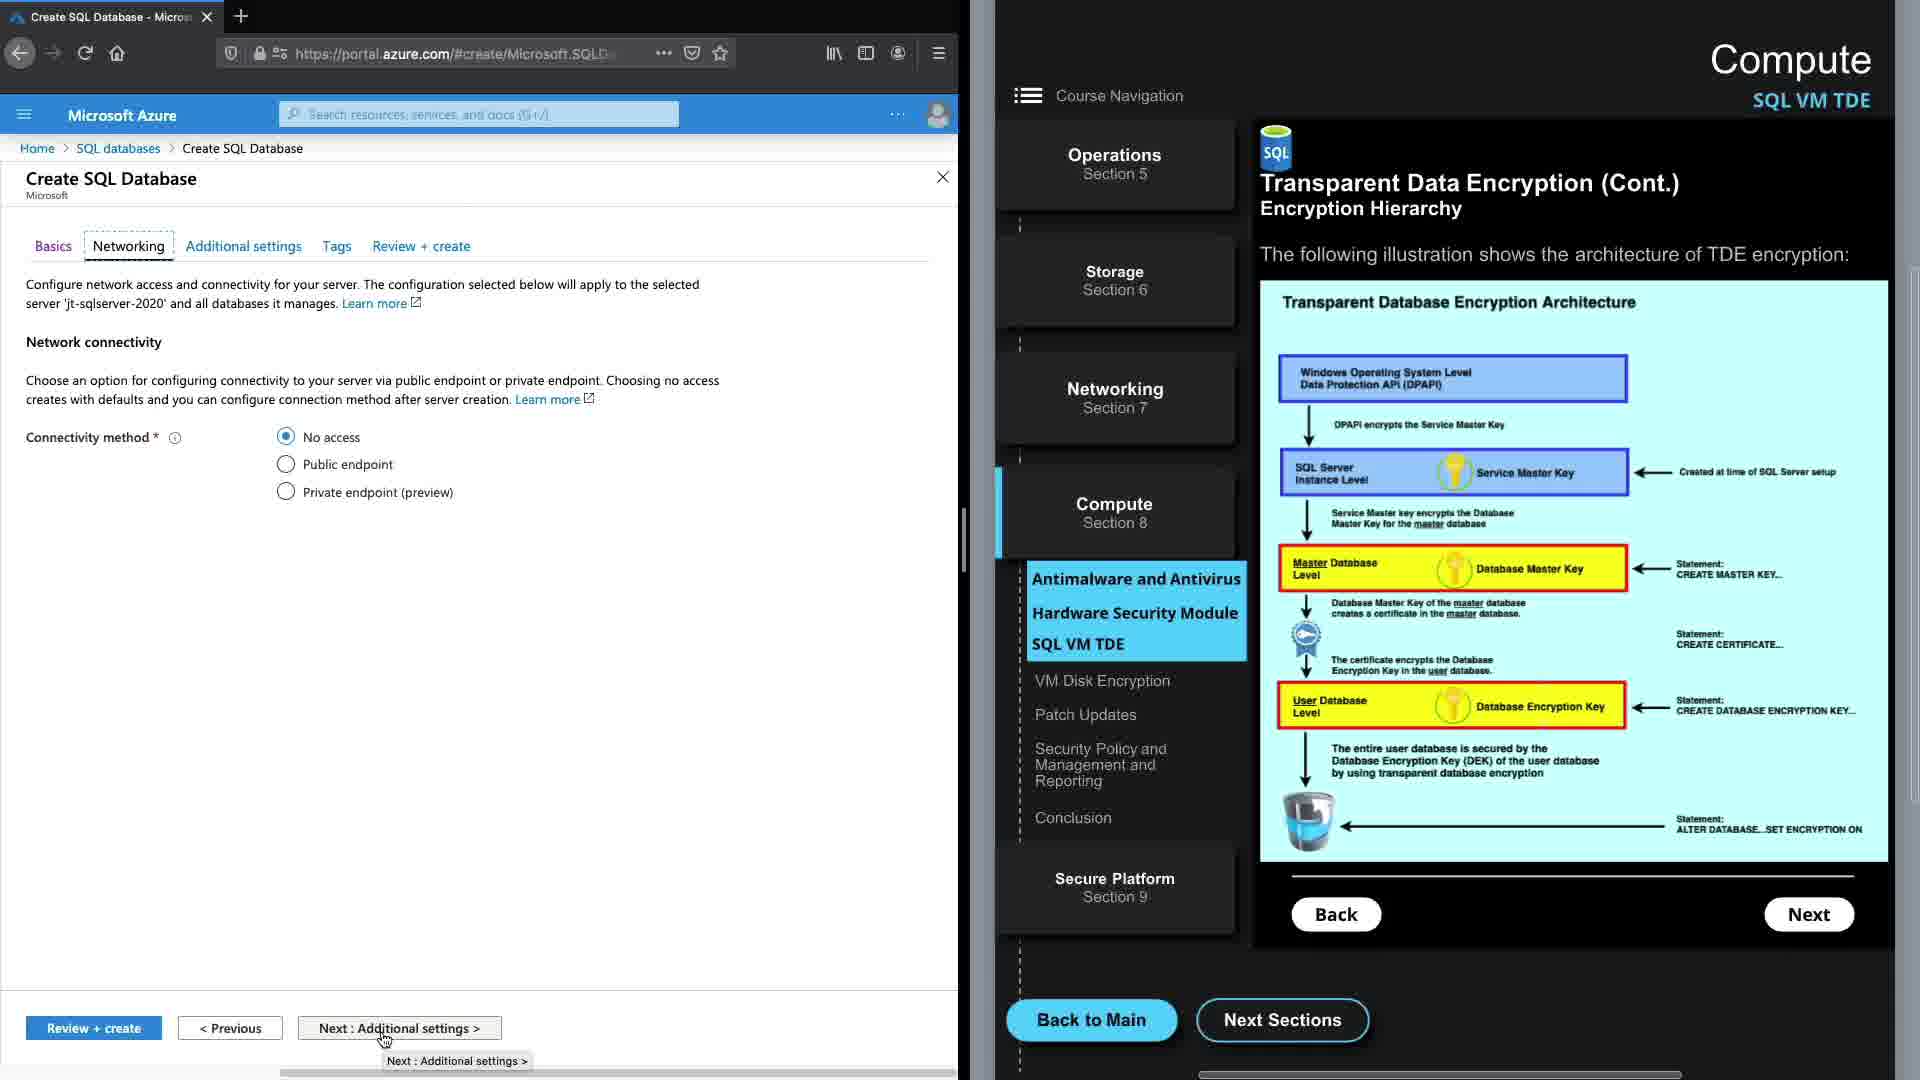 Create SQL Database - Micros
https://portal.azure.com/#create/Microsoft.SQLD
Microsoft Azure
Search resources, services, and docs (G+/)
Home > SQL databases > Create SQL Database
Create SQL Database
Microsoft
Basics
Networking
Additional settings
Tags
Review + create
Configure network access and connectivity for your server. The configuration selected below will apply to the selected
server 'jt-sqlserver-2020' and all databases it manages. Learn more
Network connectivity
Choose an option for configuring connectivity to your server via public endpoint or private endpoint. Choosing no access
creates with defaults and you can configure connection method after server creation. Learn more
Connectivity method *
No access
Public endpoint
Private endpoint (preview)
Review + create
< Previous
Next : Additional settings >
Next : Additional settings >
Compute
SQL VM TDE
Course Navigation
Operations
Section 5
Storage
Section 6
Networking
Section 7
Compute
Section 8
Antimalware and Antivirus
Hardware Security Module
SQL VM TDE
VM Disk Encryption
Patch Updates
Security Policy and
Management and
Reporting
Conclusion
Secure Platform
Section 9
SQL
Transparent Data Encryption (Cont.)
Encryption Hierarchy
The following illustration shows the architecture of TDE encryption:
Transparent Database Encryption Architecture
Windows Operating System Level
Data Protection API (DPAPI)
DPAPI encrypts the Service Master Key
SQL Server
Instance Level
Service Master Key
Created at time of SQL Server setup
Service Master key encrypts the Database
Master Key for the master database
Master Database
Level
Database Master Key
Statement:
CREATE MASTER KEY...
Database Master Key of the master database
creates a certificate in the master database.
Statement:
CREATE CERTIFICATE...
The certificate encrypts the Database
Encryption Key in the user database.
User Database
Level
Database Encryption Key
Statement:
CREATE DATABASE ENCRYPTION KEY...
The entire user database is secured by the
Database Encryption Key (DEK) of the user database
by using transparent database encryption
Statement:
ALTER DATABASE...SET ENCRYPTION ON
Back
Next
Back to Main
Next Sections